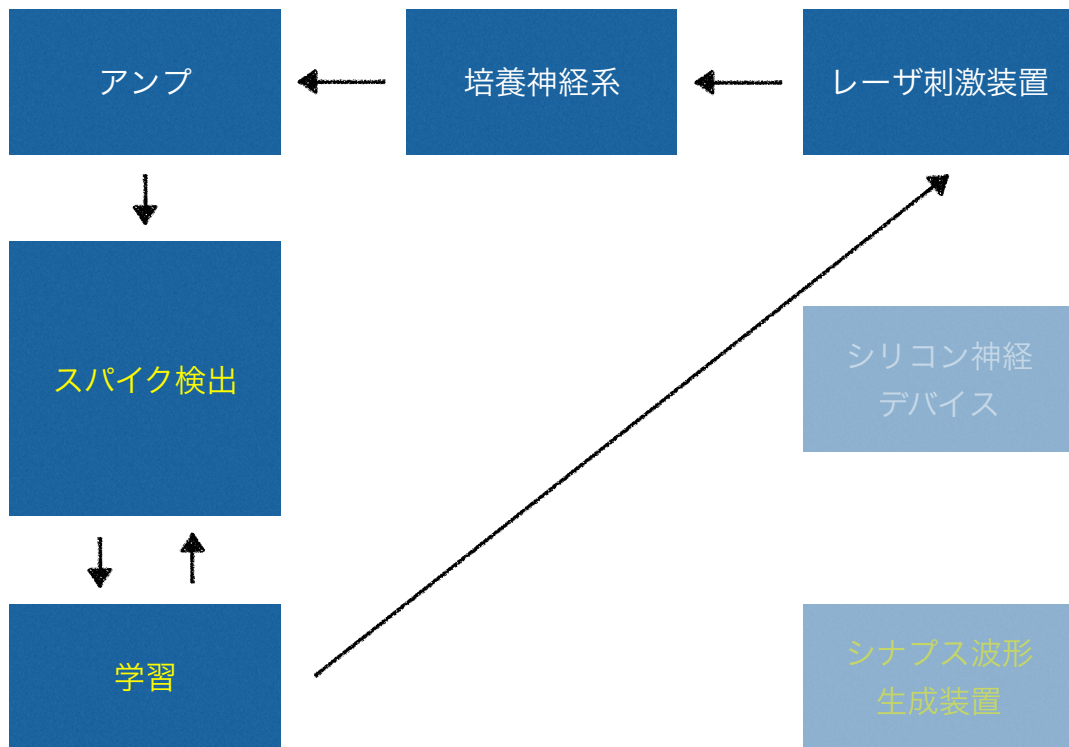 アンプ
培養神経系
レーザ刺激装置
スパイク検出
シリコン神経
デバイス
学習
シナプス波形
生成装置